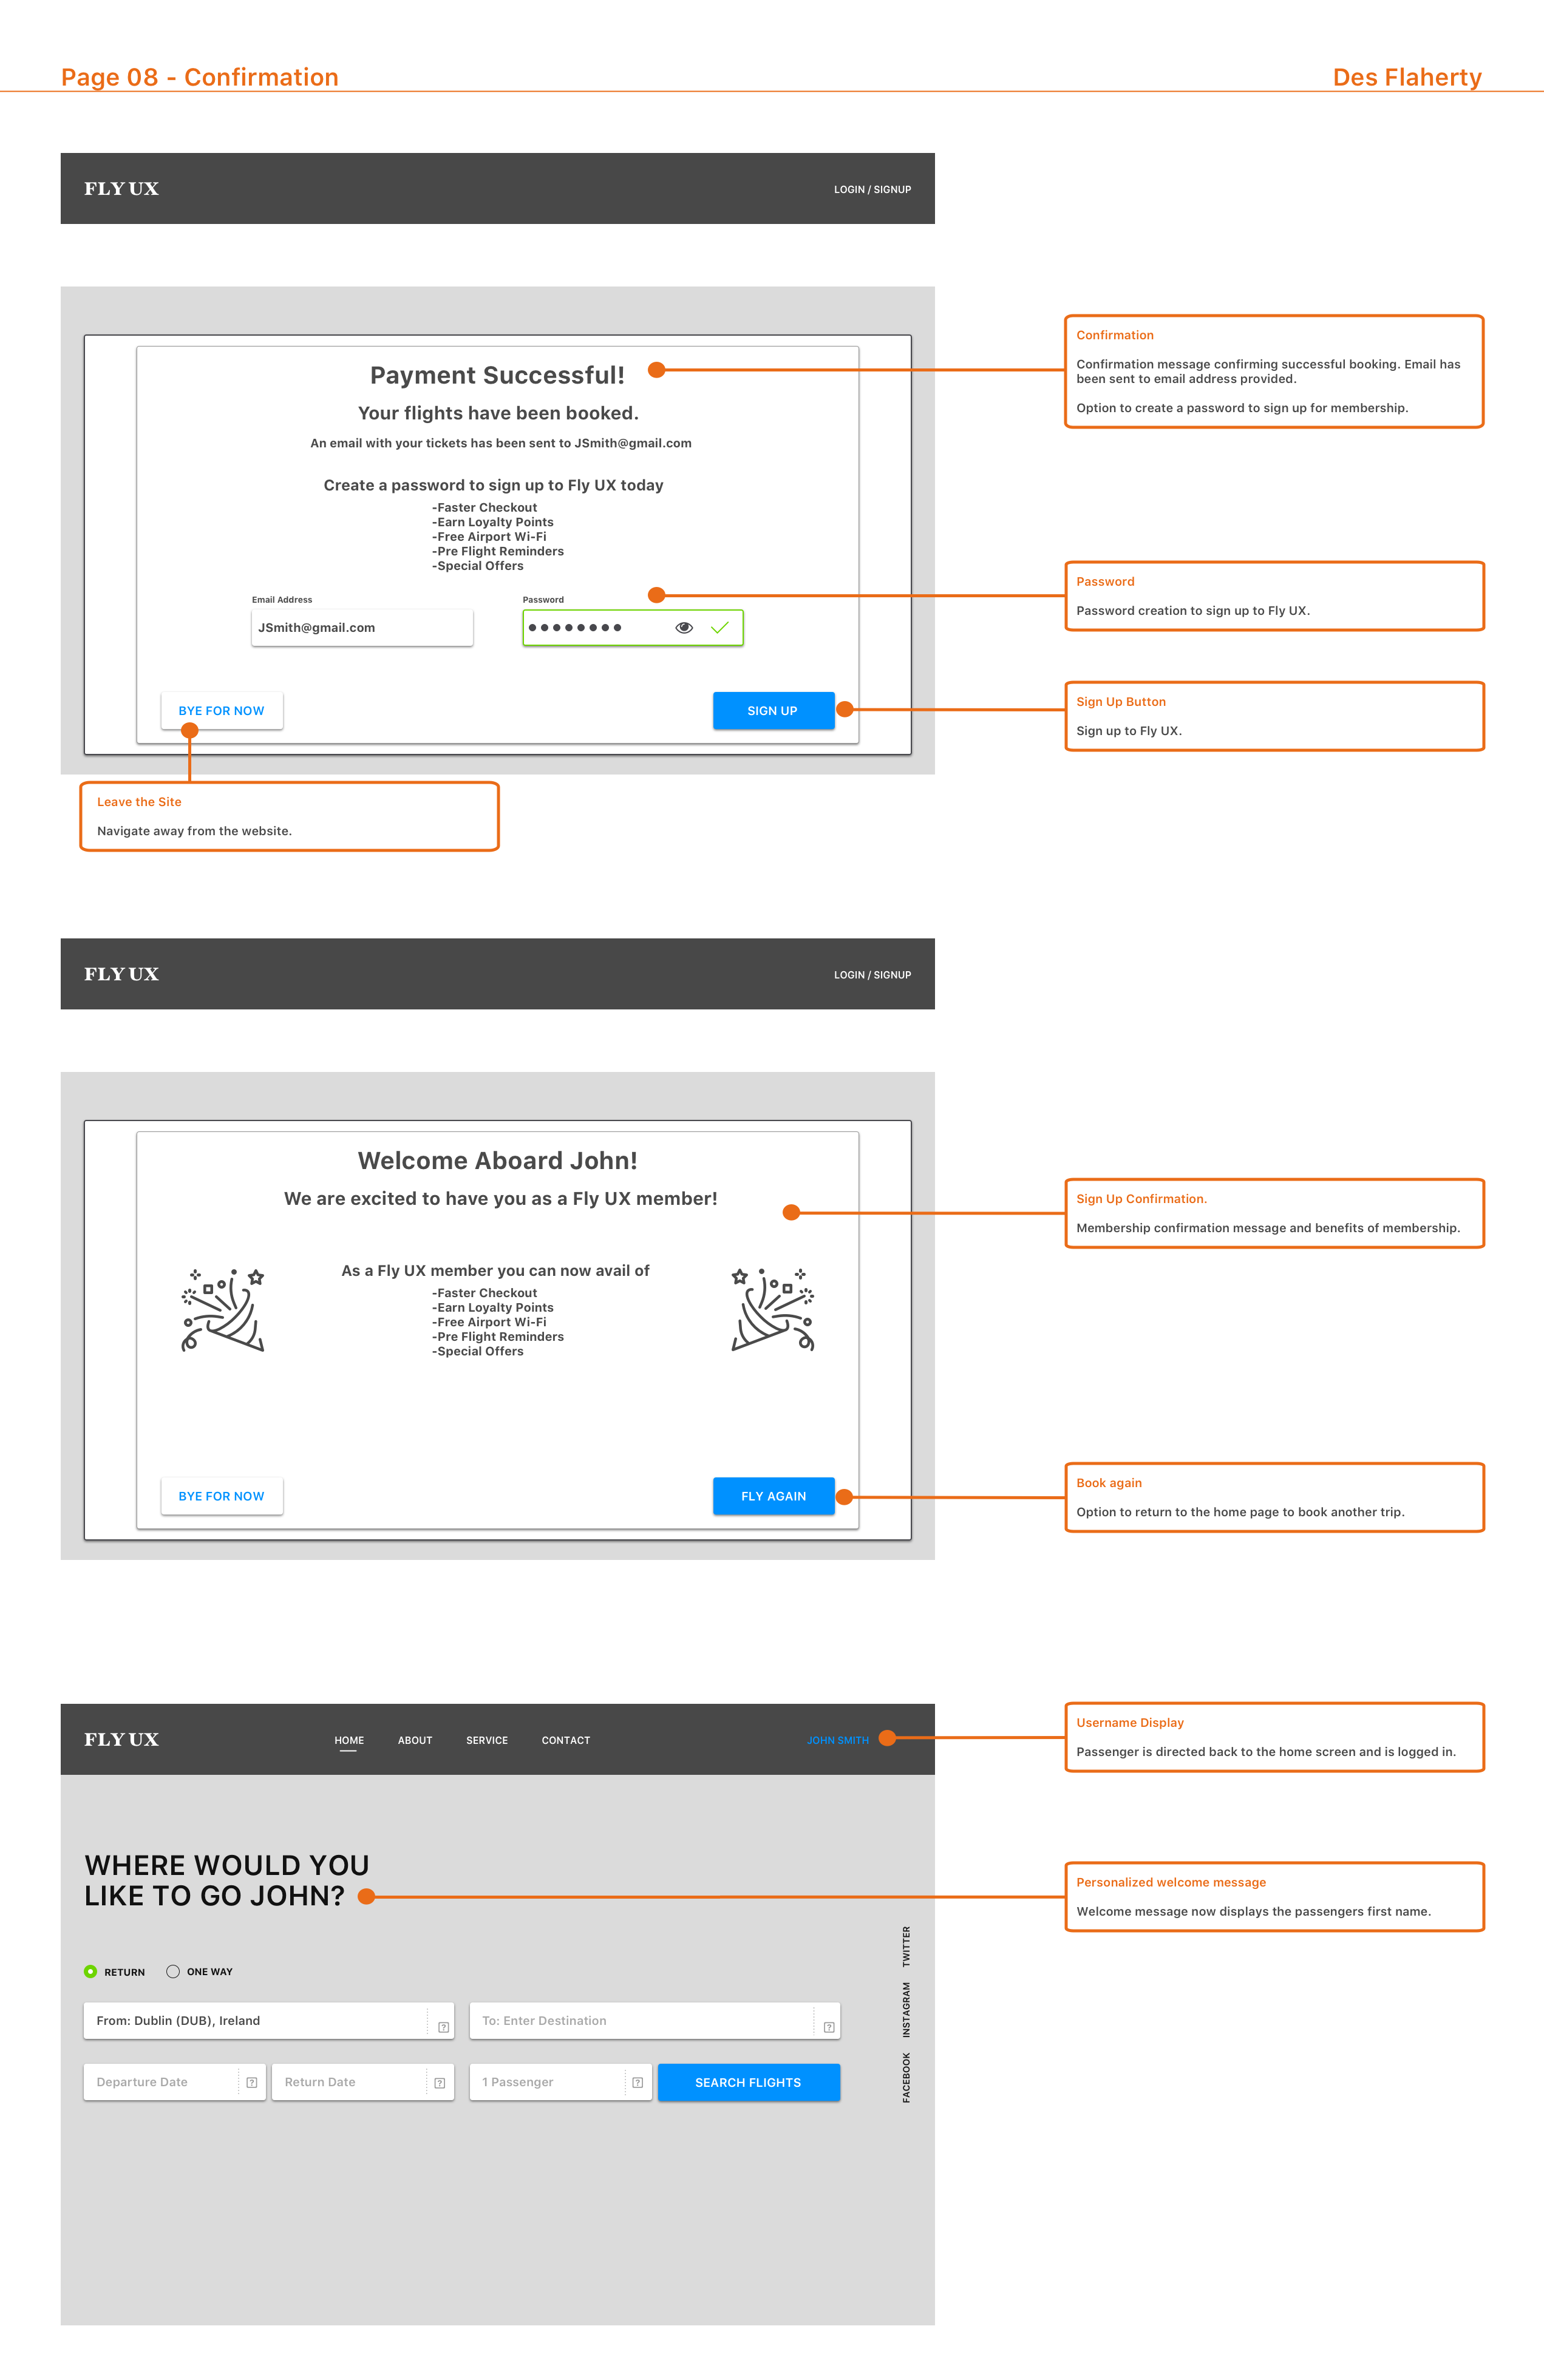 Page 08 - Confirmation
Des Flaherty
FLY UX
LOGIN / SIGNUP
Payment Successful!
Your flights have been booked.
An email with your tickets has been sent to JSmith@gmail.com
Create a password to sign up to Fly UX today
-Faster Checkout
-Earn Loyalty Points
-Free Airport Wi-Fi
-Pre Flight Reminders
-Special Offers
Email Address
Password
JSmith@gmail.com
BYE FOR NOW
SIGN UP
Confirmation
Confirmation message confirming successful booking. Email has
been sent to email address provided.
Option to create a password to sign up for membership.
Password
Password creation to sign up to Fly UX.
Sign Up Button
Sign up to Fly UX.
Leave the Site
Navigate away from the website.
FLY UX
LOGIN / SIGNUP
Welcome Aboard John!
We are excited to have you as a Fly UX member!
As a Fly UX member you can now avail of
-Faster Checkout
-Earn Loyalty Points
-Free Airport Wi-Fi
-Pre Flight Reminders
-Special Offers
BYE FOR NOW
FLY AGAIN
Sign Up Confirmation.
Membership confirmation message and benefits of membership.
Book again
Option to return to the home page to book another trip.
FLY UX
HOME
ABOUT
SERVICE
CONTACT
JOHN SMITH
Username Display
Passenger is directed back to the home screen and is logged in.
WHERE WOULD YOU
LIKE TO GO JOHN?
Personalized welcome message
Welcome message now displays the passengers first name.
RETURN
ONE WAY
From: Dublin (DUB), Ireland
?
To: Enter Destination
?
Departure Date
?
Return Date
?
1 Passenger
?
SEARCH FLIGHTS
FACEBOOK
INSTAGRAM
TWITTER